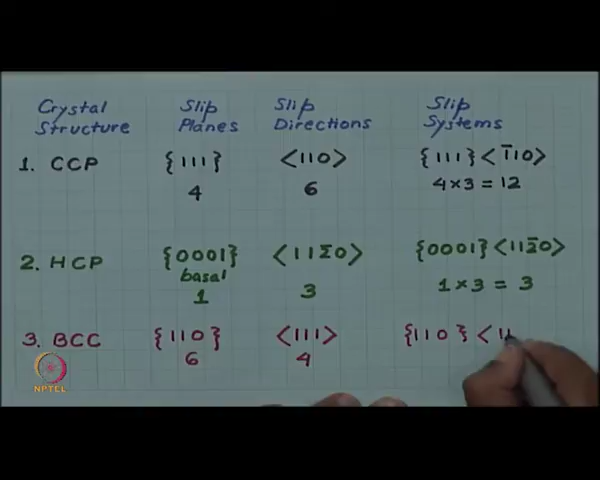 Crystal Structure Slip Planes Slip Directions Slip Systems
1. CCP {111} <110> {111}<1̅10>
4 6 4×3 = 12
2. HCP {0001} <112̅0> {0001}<112̅0>
basal
1 3 1×3 = 3
3. BCC {110} <111> {110}<11
6 4
NPTEL